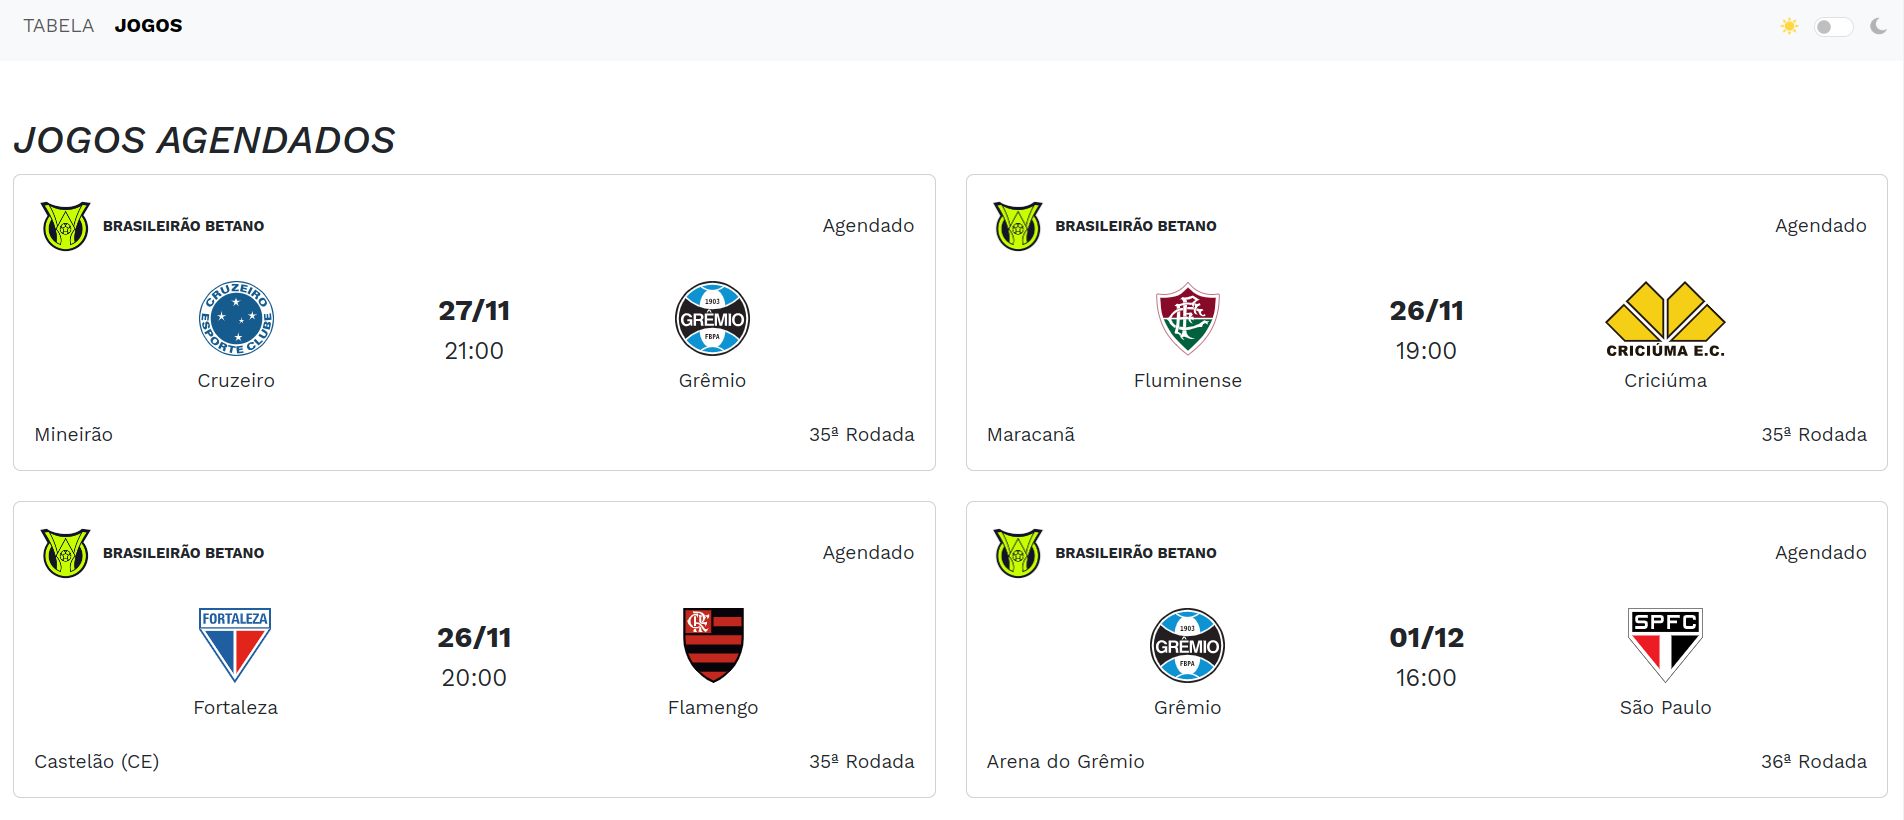 TABELA JOGOS
JOGOS AGENDADOS
BRASILEIRÃO BETANO Agendado
CRUZEIRO ESPORTE CLUBE
27/11
21:00
1903
GRÊMIO
FBPA
Cruzeiro Grêmio
Mineirão 35ª Rodada
BRASILEIRÃO BETANO Agendado
26/11
19:00
CRICIÚMA E.C.
Fluminense Criciúma
Maracanã 35ª Rodada
BRASILEIRÃO BETANO Agendado
FORTALEZA
26/11
20:00
CRF
Fortaleza Flamengo
Castelão (CE) 35ª Rodada
BRASILEIRÃO BETANO Agendado
1903
GRÊMIO
FBPA
01/12
16:00
SPFC
Grêmio São Paulo
Arena do Grêmio 36ª Rodada